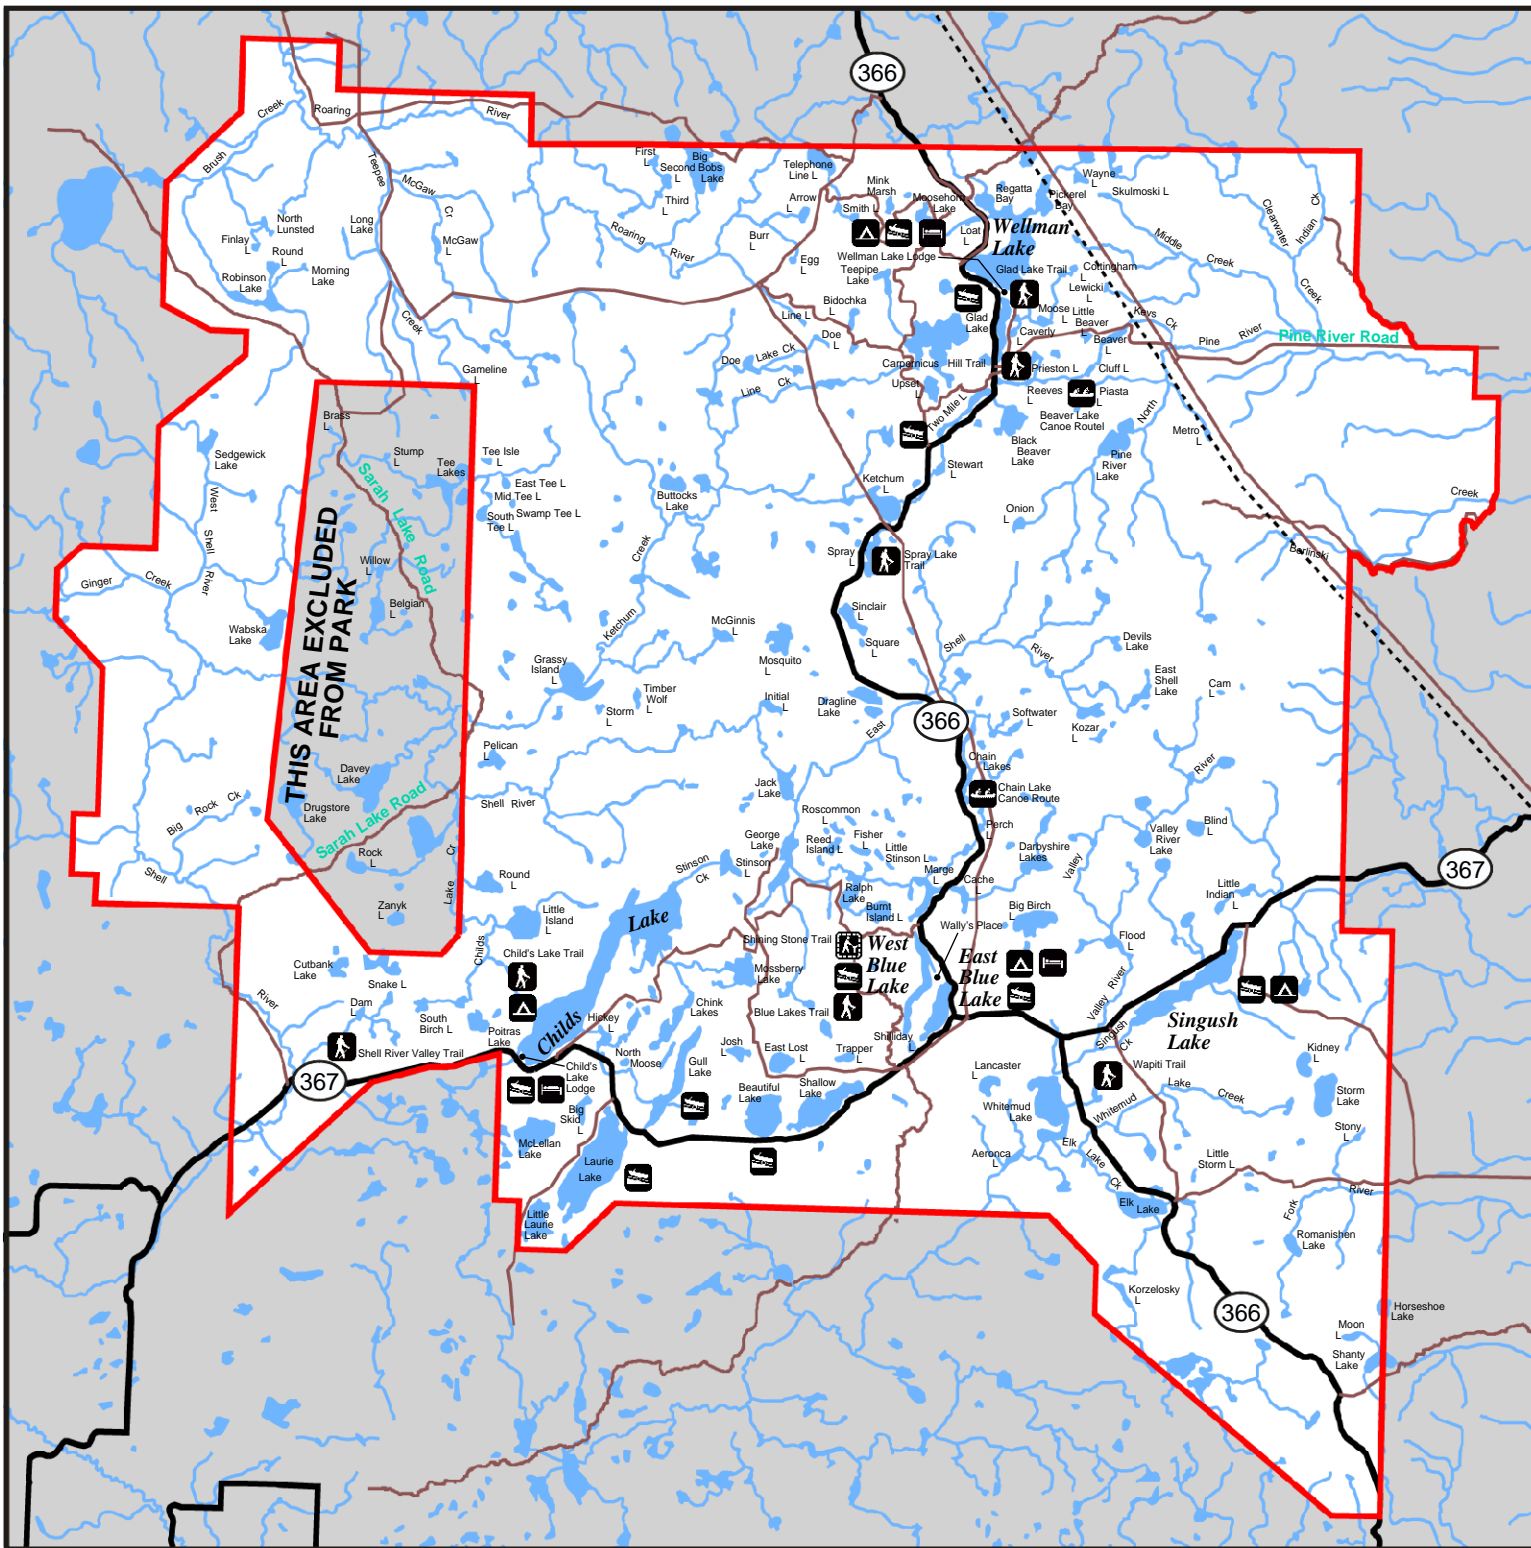 366
Creek
Roaring
River
Brush
Teepee
McGaw
Cr
First
L
Second
L
Big
Bobs
Lake
Third
L
Telephone
Line L
Arrow
L
Mink
Marsh
Smith L
Moosehorn
Lake
Regatta
Bay
Wayne
L
Pickerel
Bay
Skulmoski L
Clearwater
Indian Ck
Creek
Middle
Creek
North
Lunsted
L
Long
Lake
McGaw
L
Finlay
L
Round
L
Robinson
Lake
Morning
Lake
Creek
Roaring
River
Burr
L
Egg
L
Loat
L
Wellman
Lake
Wellman Lake Lodge
Teepipe
Lake
Glad Lake Trail
Cottingham
L
Lewicki
L
Bidochka
L
Line L
Doe
L
Glad
Lake
Moose
L
Little
Beaver
L
Caverly
L
Keys
Ck
Beaver
L
Pine
River
Pine River Road
Doe
Lake Ck
Line
Ck
Carpernicus
Hill Trail
Upset
L
Prieston L
Cluff L
Reeves
L
Piasta
L
Beaver Lake
Canoe Routel
Two Mile L
North
Metro
L
Black
Beaver
Lake
Pine
River
Lake
Gameline
L
Brass
L
Sedgewick
Lake
Stump
L
Tee
Lakes
Tee Isle
L
East Tee L
Mid Tee L
South
Tee L
Swamp Tee L
Sarah
Lake
Road
Buttocks
Lake
Ketchum
L
Stewart
L
Onion
L
Creek
Berlinski
West
Shell
River
Ginger
Creek
Wabska
Lake
THIS AREA EXCLUDED
FROM PARK
Willow
L
Belgian
L
Creek
Ketchum
Spray
L
Spray Lake
Trail
Sinclair
L
Square
L
McGinnis
L
Mosquito
L
Shell
River
Devils
Lake
East
Shell
Lake
Cam
L
Grassy
Island
L
Timber
Wolf
L
Storm
L
Initial
L
Dragline
Lake
East
366
Softwater
L
Kozar
L
Pelican
L
Chain
Lakes
River
Davey
Lake
Drugstore
Lake
Sarah Lake Road
Shell River
Jack
Lake
Chain Lake
Canoe Route
Big
Rock
Ck
Shell
Rock
L
Cr
Lake
Zanyk
L
Roscommon
L
George
Lake
Reed
Island L
Fisher
L
Little
Stinson L
Perch
L
Darbyshire
Lakes
Valley
Valley
River
Lake
Blind
L
367
Round
L
Stinson
Ck
Stinson
L
Marge
L
Cache
L
Ralph
Lake
Burnt
Island L
Little
Indian
L
Little
Island
L
Lake
Big Birch
L
Wally's Place
Child's Lake Trail
Childs
Shining Stone Trail
West
Blue
Lake
East
Blue
Lake
Flood
L
Cutbank
Lake
Snake L
Mossberry
Lake
River
Dam
L
South
Birch L
Poitras
Lake
Childs
Hickey
L
Chink
Lakes
Blue Lakes Trail
Valley
River
Singush
Ck
Singush
Lake
Shell River Valley Trail
367
Child's
Lake
Lodge
North
Moose
L
Gull
Lake
Josh
L
East Lost
L
Trapper
L
Shilliday
L
Lancaster
L
Wapiti Trail
Kidney
L
Big
Skid
L
Beautiful
Lake
Shallow
Lake
Whitemud
Lake
Whitemud
Lake
Creek
Storm
Lake
McLellan
Lake
Stony
L
Laurie
Lake
Aeronca
L
Elk
Lake
Ck
Little
Storm L
Little
Laurie
Lake
Elk
Lake
Fork
River
Romanishen
Lake
Korzelosky
L
366
Horseshoe
Lake
Moon
L
Shanty
Lake